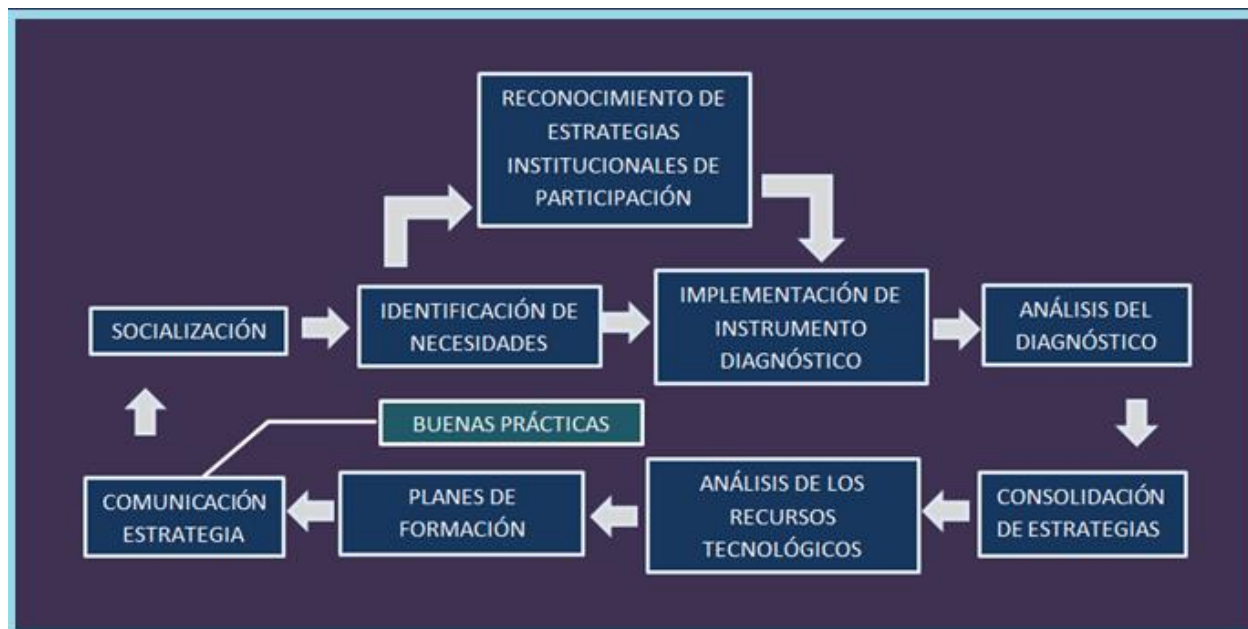 RECONOCIMIENTO DE
ESTRATEGIAS
INSTITUCIONALES DE
PARTICIPACIÓN
SOCIALIZACIÓN
IDENTIFICACIÓN DE
NECESIDADES
IMPLEMENTACIÓN DE
INSTRUMENTO
DIAGNÓSTICO
ANÁLISIS DEL
DIAGNÓSTICO
BUENAS PRÁCTICAS
COMUNICACIÓN
ESTRATEGIA
PLANES DE
FORMACIÓN
ANÁLISIS DE LOS
RECURSOS
TECNOLÓGICOS
CONSOLIDACIÓN
DE ESTRATEGIAS